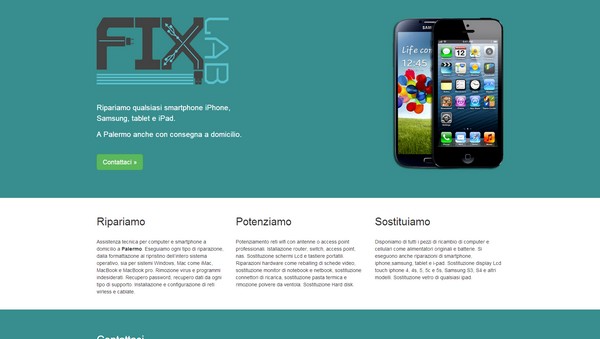 FIX LAB
SAMSUNG
Life co
12:45
Ripariamo qualsiasi smartphone iPhone,
Samsung, tablet e iPad.
A Palermo anche con consegna a domicilio.
Contattaci »
Ripariamo
Assistenza tecnica per computer e smartphone a
domicilio a Palermo. Eseguiamo ogni tipo di riparazione,
dalla formattazione al ripristino dell'intero sistema
operativo, sia per sistemi Windows, Mac come iMac,
MacBook e MacBook pro. Rimozione virus e programmi
indesiderati. Recupero password, recupero dati da ogni
tipo di supporto. Installazione e configurazione di reti
wirless e cablate.
Potenziamo
Potenziamento reti wifi con antenne o access point
professionali. Istallazione router, switch, access point,
nas. Sostituzione schermi Lcd e tastiere portatili.
Riparazioni hardware come reballing di schede video,
sostituzione monitor di notebook e netbook, sostituzione
connettori di ricarica, sostituzione pasta termica e
rimozione polvere da ventola. Sostituzione Hard disk.
Sostituiamo
Disponiamo di tutti i pezzi di ricambio di computer e
cellulari come alimentatori originali e batterie. Si
eseguono anche riparazioni di smartphone,
iphone,samsung, tablet e i-pad. Sostituzione display Lcd
touch iphone 4, 4s, 5, 5c e 5s, Samsung S3, S4 e altri
modelli. Sostituzione vetro di qualsiasi ipad.
Contattaci